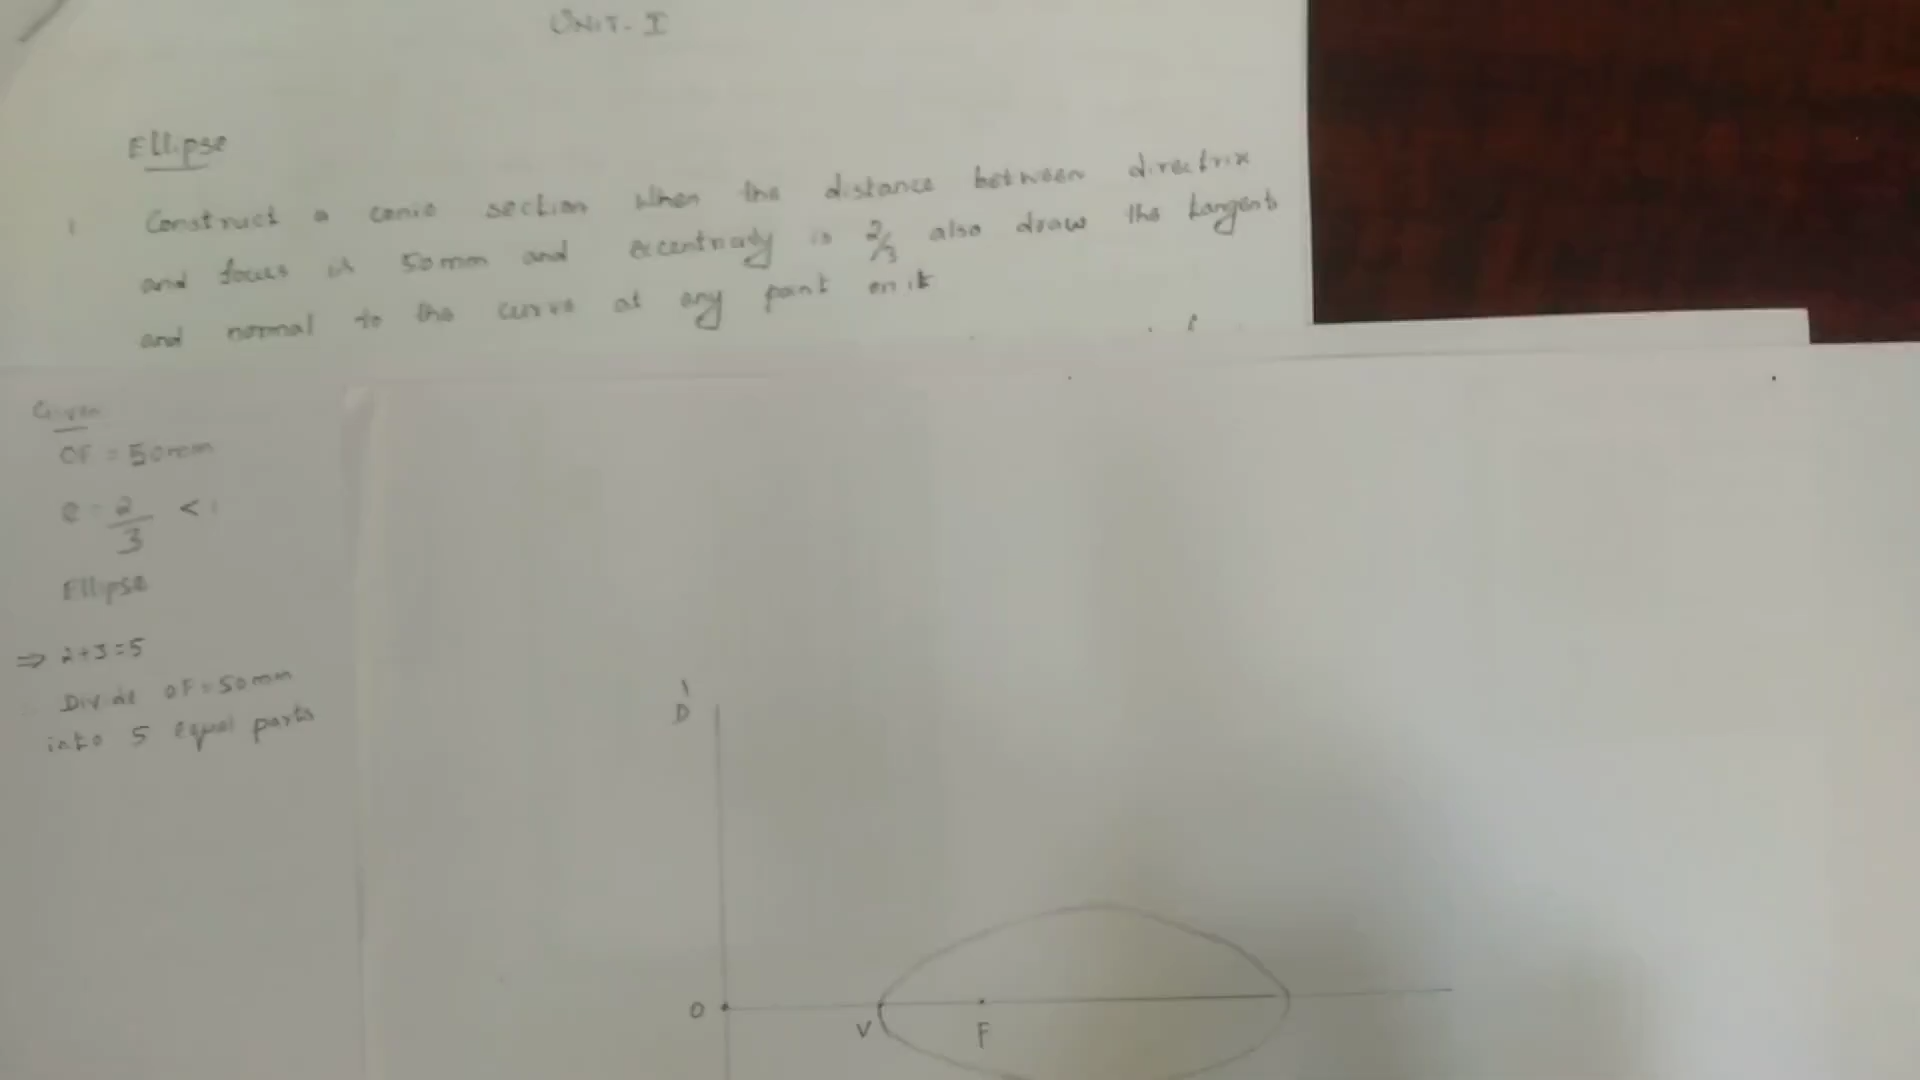 UNIT-I
Ellipse
1 Construct a conic section when the distance between directrix
and focus is 50mm and eccentricity is 2/3 also draw the tangents
and normal to the curve at any point on it
Given
OF = 50mm
e = 2/3 < 1
Ellipse
⇒ 2+3=5
Divide OF=50mm
into 5 equal parts
D
O
V
F